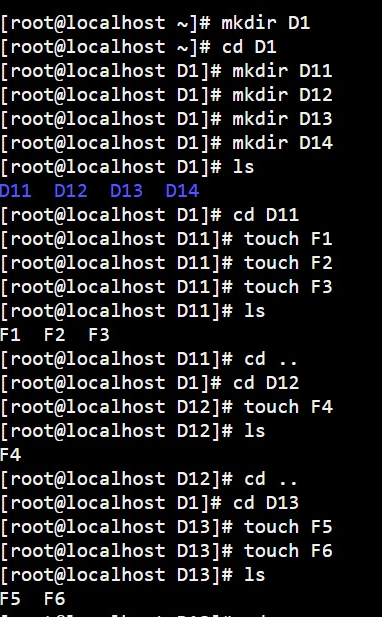 [root@localhost ~]# mkdir D1
[root@localhost ~]# cd D1
[root@localhost D1]# mkdir D11
[root@localhost D1]# mkdir D12
[root@localhost D1]# mkdir D13
[root@localhost D1]# mkdir D14
[root@localhost D1]# ls
D11  D12  D13  D14
[root@localhost D1]# cd D11
[root@localhost D11]# touch F1
[root@localhost D11]# touch F2
[root@localhost D11]# touch F3
[root@localhost D11]# ls
F1  F2  F3
[root@localhost D11]# cd ..
[root@localhost D1]# cd D12
[root@localhost D12]# touch F4
[root@localhost D12]# ls
F4
[root@localhost D12]# cd ..
[root@localhost D1]# cd D13
[root@localhost D13]# touch F5
[root@localhost D13]# touch F6
[root@localhost D13]# ls
F5  F6